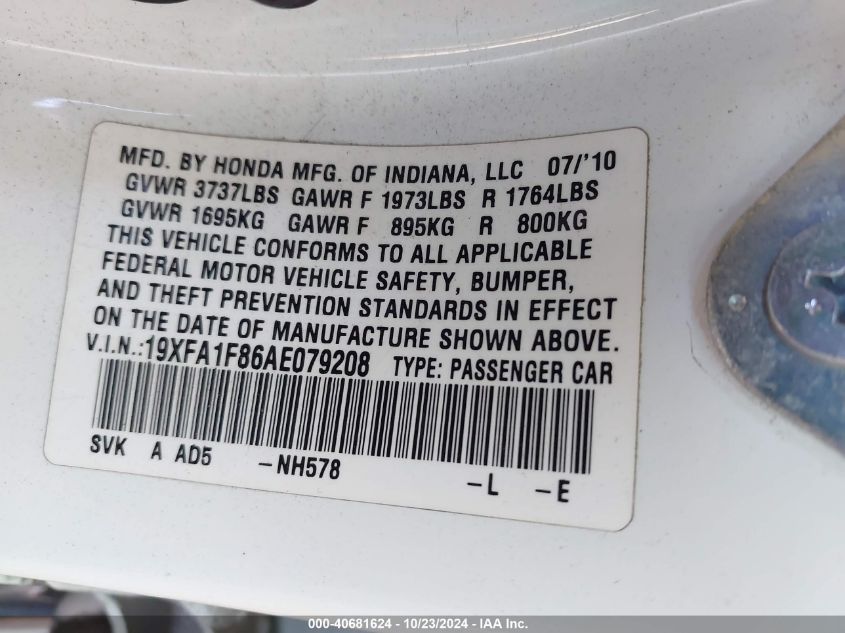 MFD. BY HONDA MFG. OF INDIANA, LLC 07/'10
GVWR 3737LBS GAWR F 1973LBS R 1764LBS
GVWR 1695KG GAWR F 895KG R 800KG
THIS VEHICLE CONFORMS TO ALL APPLICABLE
FEDERAL MOTOR VEHICLE SAFETY, BUMPER,
AND THEFT PREVENTION STANDARDS IN EFFECT
ON THE DATE OF MANUFACTURE SHOWN ABOVE.
V.I.N.:19XFA1F86AE079208 TYPE: PASSENGER CAR
SVK A AD5 -NH578 -L -E
000-40681624 - 10/23/2024 - IAA Inc.